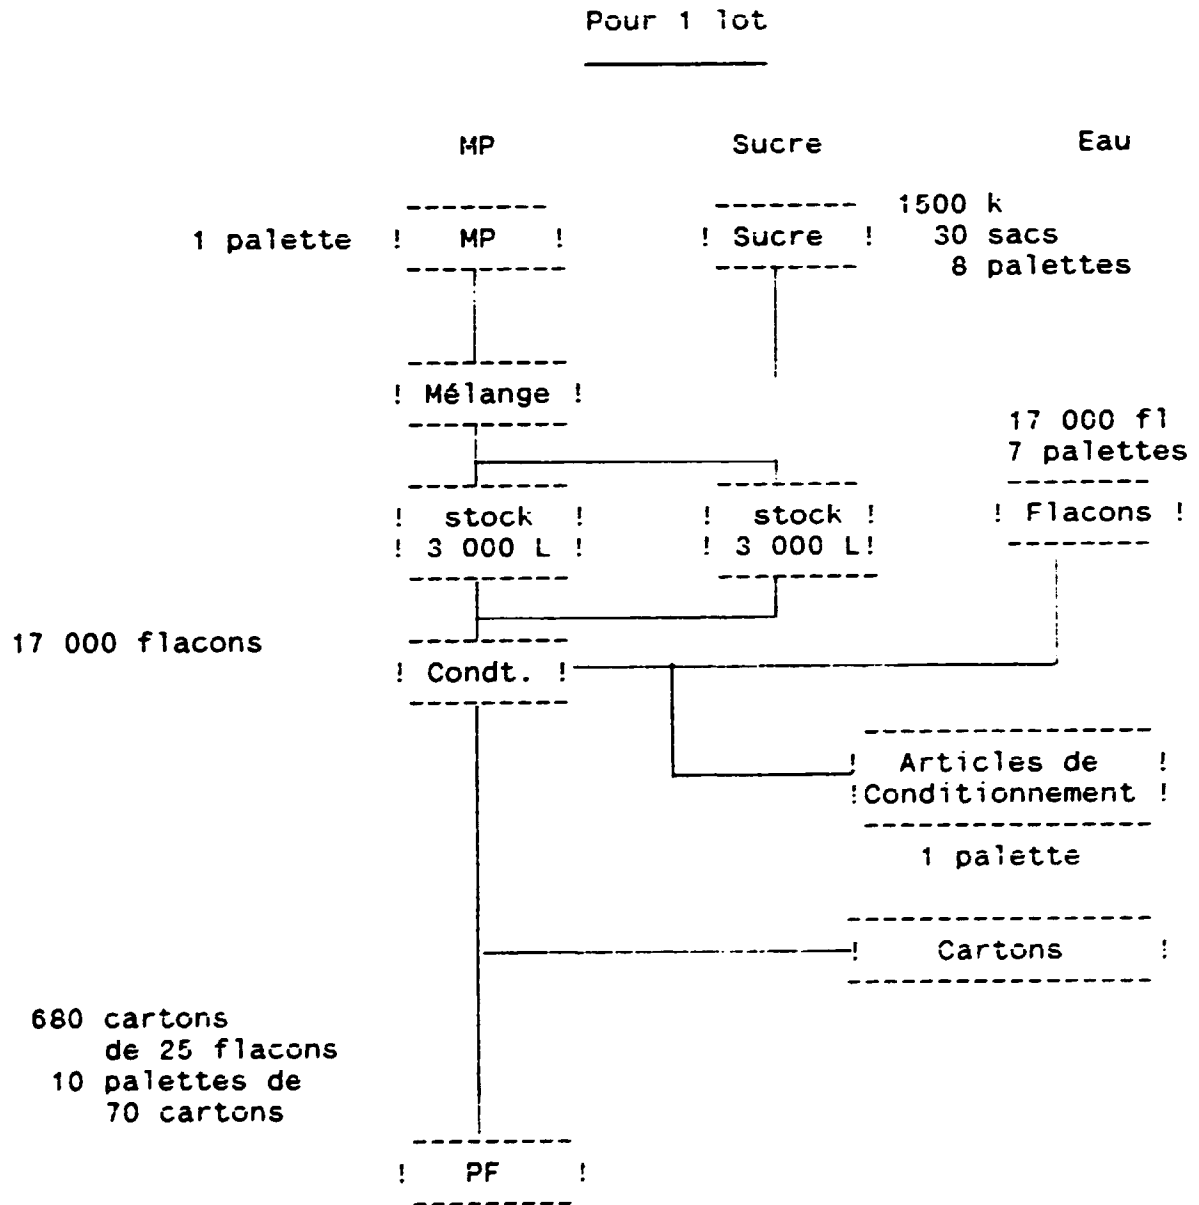 Pour 1 lot
MP Sucre Eau
1500 k
1 palette ! MP ! ! Sucre ! 30 sacs
8 palettes
! Mélange !
17 000 fl
7 palettes
! stock ! ! stock ! ! Flacons !
! 3 000 L ! ! 3 000 L!
17 000 flacons
! Condt. !
! Articles de !
!Conditionnement !
1 palette
! Cartons !
680 cartons
de 25 flacons
10 palettes de
70 cartons
! PF !